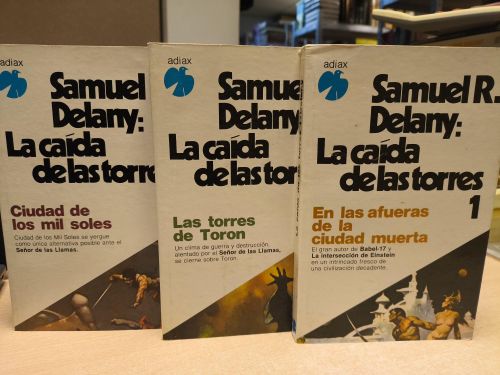 adiax
Samuel
Delany:
La caída
de las torres
Ciudad de
los mil soles
Ciudad de los Mil Soles se yergue
como única alternativa posible ante el
Señor de las Llamas.
adiax
Samuel
Delany:
La caída
de las torres
Las torres
de Toron
Un clima de guerra y destrucción,
alentado por el Señor de las Llamas,
se cierne sobre Toron.
adiax
Samuel R.
Delany:
La caída
de las torres
1
En las afueras
de la
ciudad muerta
El gran autor de Babel-17 y
La intersección de Einstein
en un intrincado fresco de
una civilización decadente.